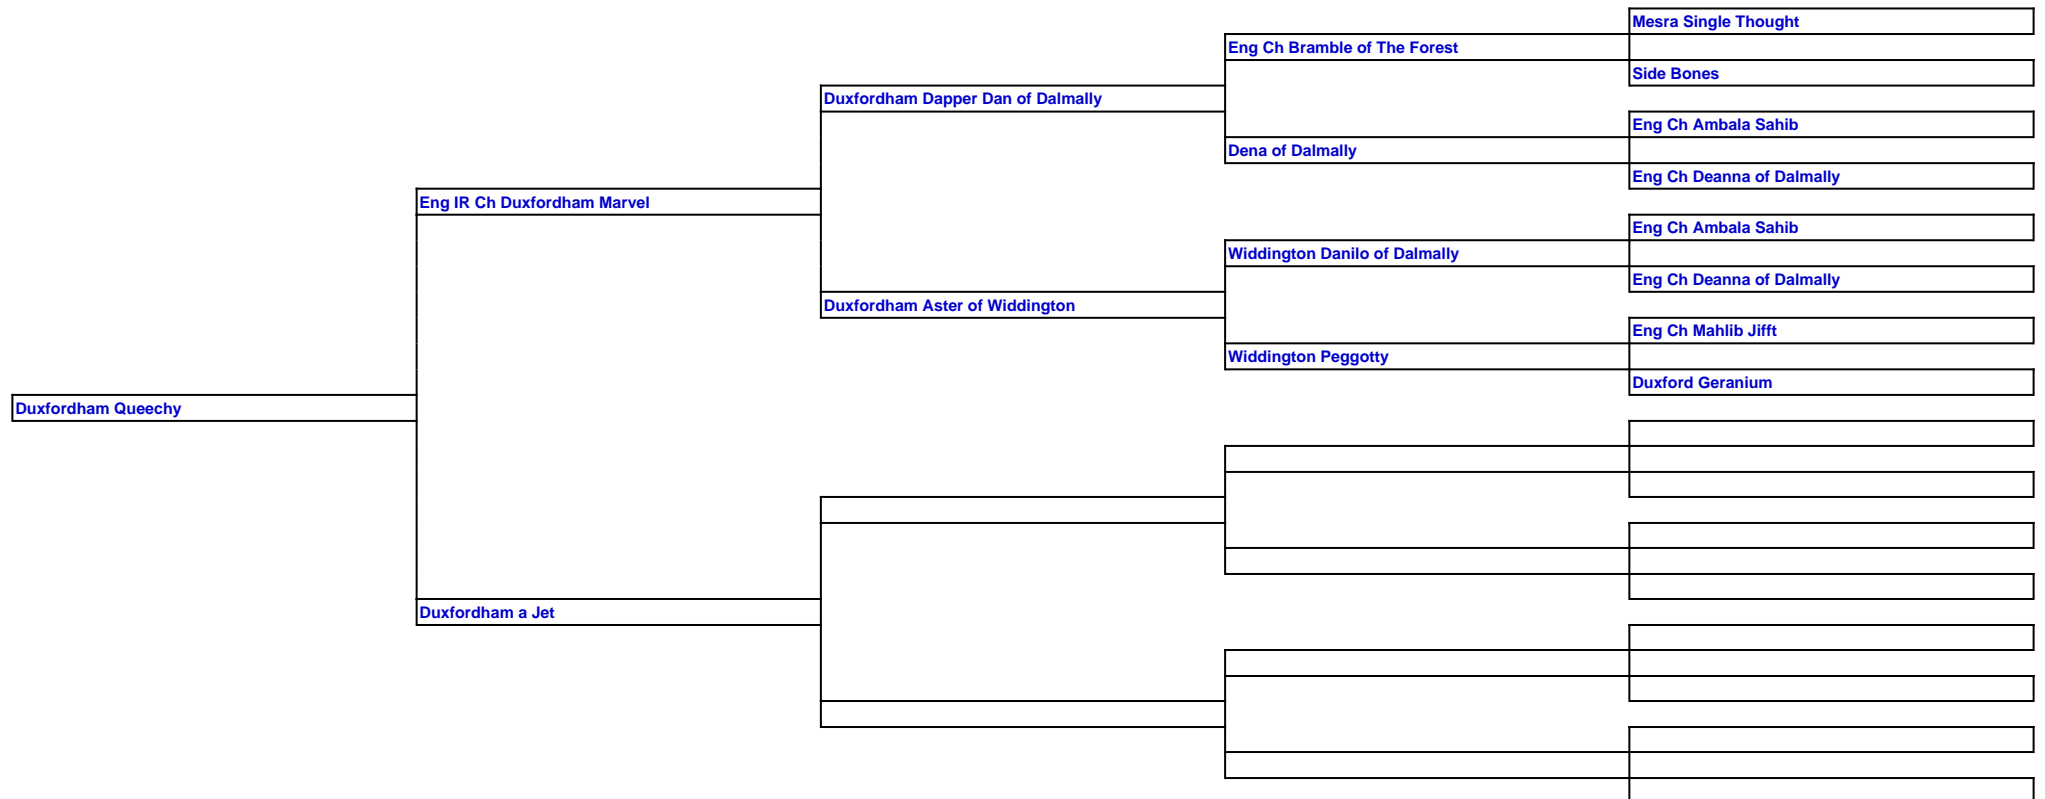 Mesra Single Thought
Eng Ch Bramble of The Forest
Side Bones
Duxfordham Dapper Dan of Dalmally
Eng Ch Ambala Sahib
Dena of Dalmally
Eng Ch Deanna of Dalmally
Eng IR Ch Duxfordham Marvel
Eng Ch Ambala Sahib
Widdington Danilo of Dalmally
Eng Ch Deanna of Dalmally
Duxfordham Aster of Widdington
Eng Ch Mahlib Jifft
Widdington Peggotty
Duxford Geranium
Duxfordham Queechy
Duxfordham a Jet